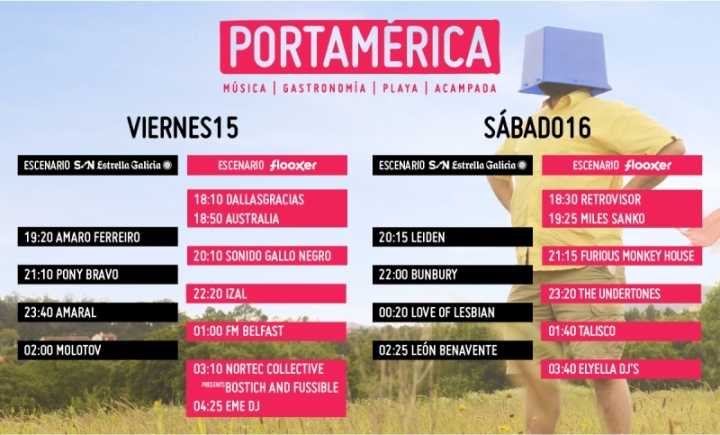 PORTAMÉRICA
MÚSICA | GASTRONOMÍA | PLAYA | ACAMPADA
VIERNES15
ESCENARIO S/N Estrella Galicia
19:20 AMARO FERREIRO
21:10 PONY BRAVO
23:40 AMARAL
02:00 MOLOTOV
ESCENARIO flooxer
18:10 DALLASGRACIAS
18:50 AUSTRALIA
20:10 SONIDO GALLO NEGRO
22:20 IZAL
01:00 FM BELFAST
03:10 NORTEC COLLECTIVE
PRESENTS BOSTICH AND FUSSIBLE
04:25 EME DJ
SÁBADO16
ESCENARIO S/N Estrella Galicia
20:15 LEIDEN
22:00 BUNBURY
00:20 LOVE OF LESBIAN
02:25 LEÓN BENAVENTE
ESCENARIO flooxer
18:30 RETROVISOR
19:25 MILES SANKO
21:15 FURIOUS MONKEY HOUSE
23:20 THE UNDERTONES
01:40 TALISCO
03:40 ELYELLA DJ'S